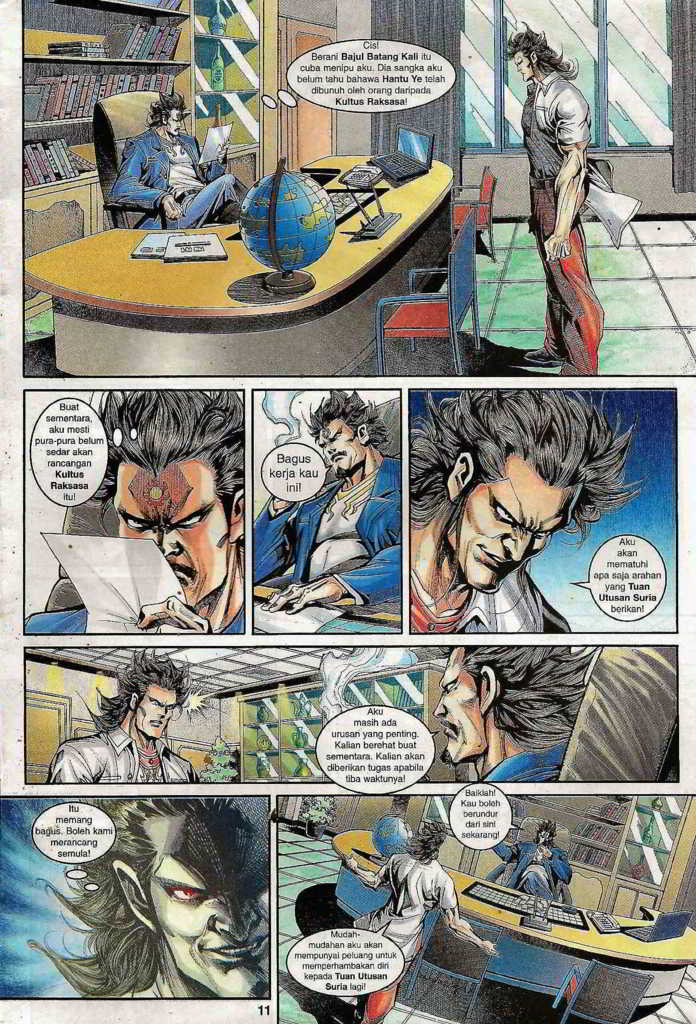 Cis!
Berani Bajul Batang Kali itu
cuba menipu aku. Dia sangka aku
belum tahu bahawa Hantu Ye telah
dibunuh oleh orang daripada
Kultus Raksasa!
Buat
sementara,
aku mesti
pura-pura belum
sedar akan
rancangan
Kultus
Raksasa
itu!
Bagus
kerja kau
ini!
Aku
akan
mematuhi
apa saja arahan
yang Tuan
Utusan Suria
berikan!
Aku
masih ada
urusan yang penting.
Kalian berehat buat
sementara. Kalian akan
diberikan tugas apabila
tiba waktunya!
Itu
memang
bagus. Boleh kami
merancang
semula!
Baiklah!
Kau boleh
berundur
dari sini
sekarang!
Mudah-
mudahan aku akan
mempunyai peluang untuk
memperhambakan diri
kepada Tuan Utusan
Suria lagi!
11